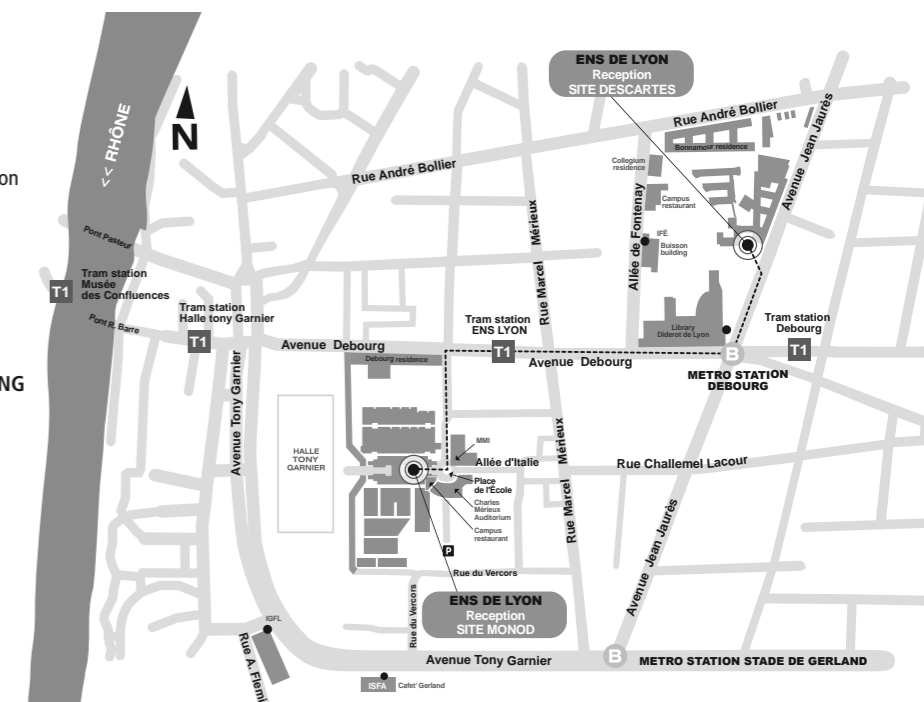 ENS DE LYON
Reception
SITE DESCARTES
Rue André Bollier
Bonnamour residence
Avenue Jean Jaurès
<< RHÔNE
N
on
Rue André Bollier
Collegium
residence
Campus
restaurant
Allée de Fontenay
Rue Marcel Mérieux
IFÉ
Buisson
building
Pont Pasteur
T1
Tram station
Musée
des Confluences
Tram station
Halle tony Garnier
T1
Pont R. Barre
Tram station
ENS LYON
T1
Library
Diderot de Lyon
Tram station
Debourg
T1
B
Avenue Debourg
Avenue Debourg
METRO STATION
DEBOURG
Debourg residence
NG
Avenue Tony Garnier
HALLE
TONY
GARNIER
MMI
Allée d'Italie
Rue Challemel Lacour
Place
de l'École
Charles
Mérieux
Auditorium
Campus
restaurant
Rue Marcel Mérieux
Avenue Jean Jaurès
P
Rue du Vercors
Rue du Vercors
ENS DE LYON
Reception
SITE MONOD
IGFL
Rue A. Flemi
Avenue Tony Garnier
B
METRO STATION STADE DE GERLAND
ISFA
Cafet' Gerland